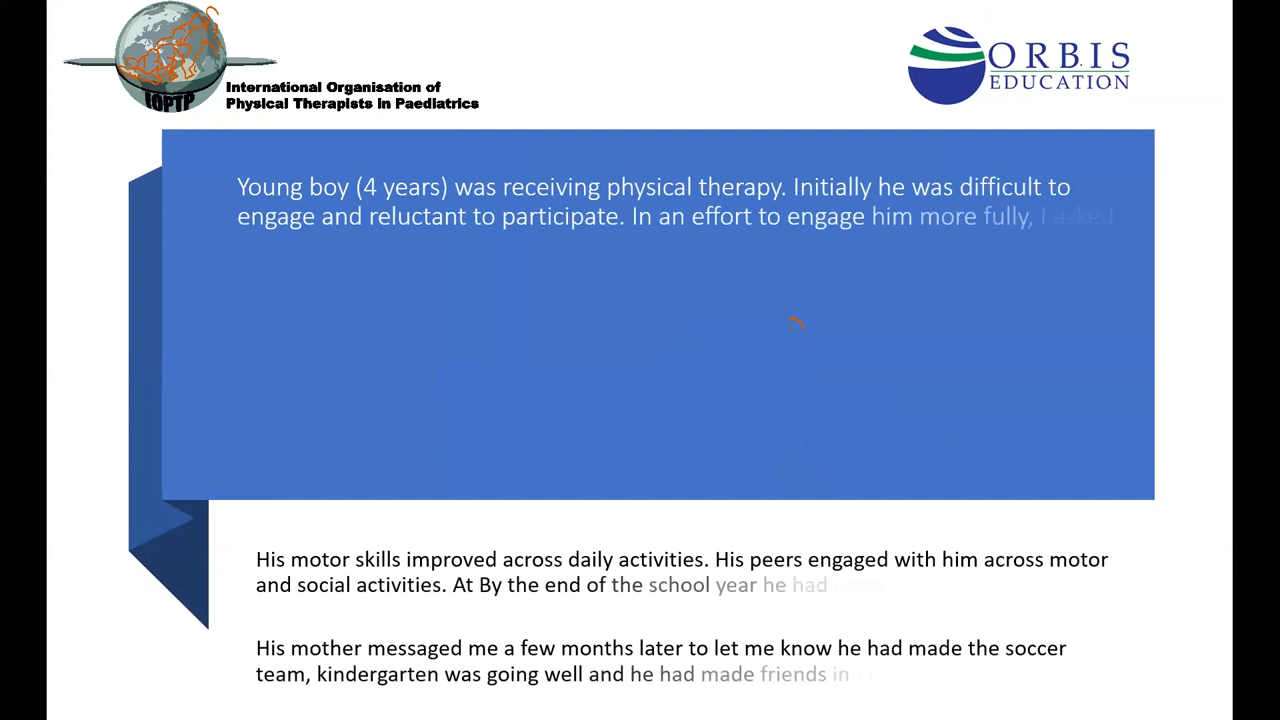 IOPTP
International Organisation of
Physical Therapists in Paediatrics
ORBIS
EDUCATION
Young boy (4 years) was receiving physical therapy. Initially he was difficult to
engage and reluctant to participate. In an effort to engage him more fully, I asked
His motor skills improved across daily activities. His peers engaged with him across motor
and social activities. At By the end of the school year he had
His mother messaged me a few months later to let me know he had made the soccer
team, kindergarten was going well and he had made friends in